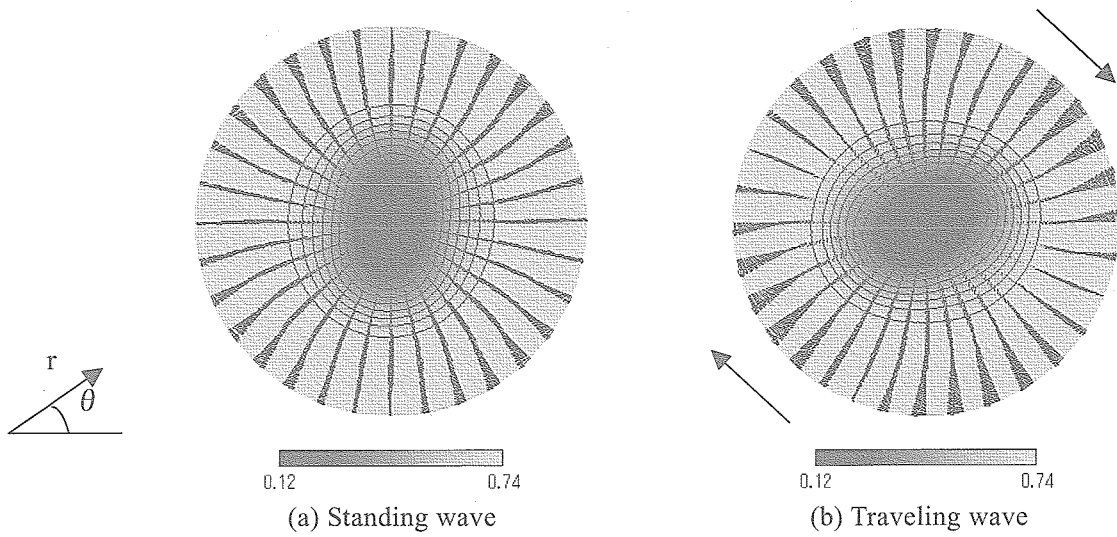 r
θ
0.12 0.74
(a) Standing wave
0.12 0.74
(b) Traveling wave